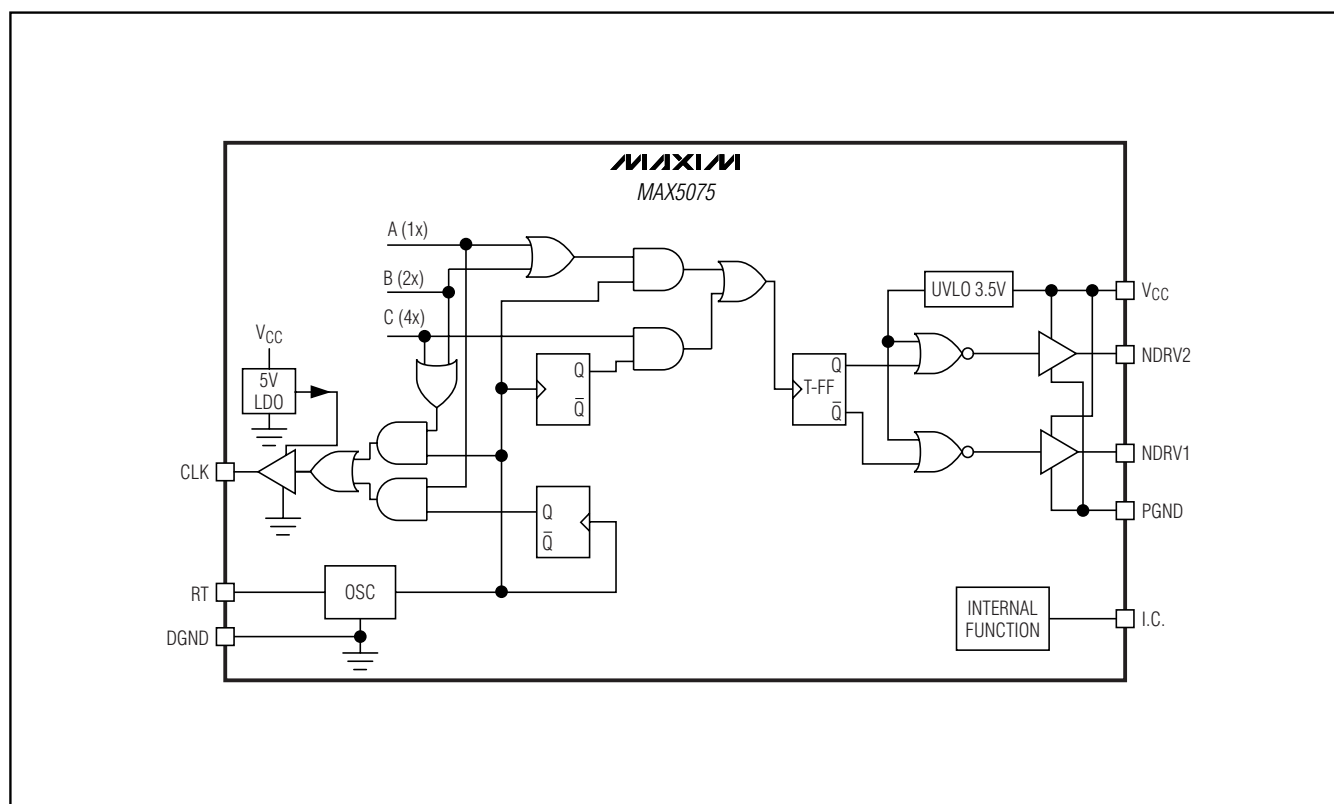 MAXIM
MAX5075
A (1x)
B (2x)
C (4x)
VCC
5V
LDO
CLK
RT
DGND
OSC
Q
Q̅
Q
Q̅
T-FF
Q
Q̅
UVLO 3.5V
VCC
NDRV2
NDRV1
PGND
INTERNAL
FUNCTION
I.C.